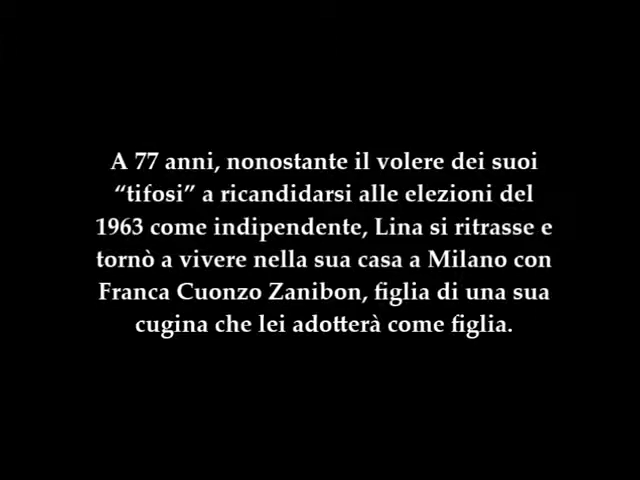 A 77 anni, nonostante il volere dei suoi
“tifosi” a ricandidarsi alle elezioni del
1963 come indipendente, Lina si ritrasse e
tornò a vivere nella sua casa a Milano con
Franca Cuonzo Zanibon, figlia di una sua
cugina che lei adotterà come figlia.